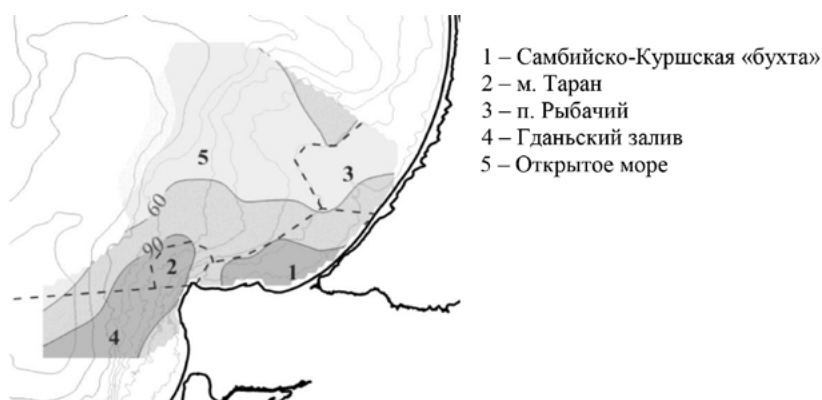 1 – Самбийско-Куршская «бухта»
2 – м. Таран
3 – п. Рыбачий
4 – Гданьский залив
5 – Открытое море
5
3
60
90
2
1
4